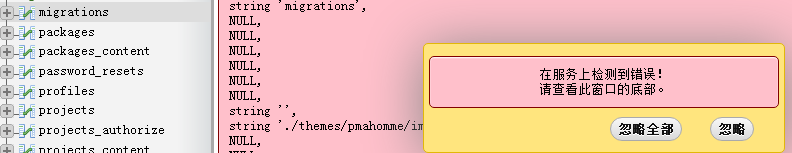 migrations
packages
packages_content
password_resets
profiles
projects
projects_authorize
projects_content
string 'migrations',
NULL,
NULL,
NULL,
NULL,
NULL,
NULL,
string '',
string './themes/pmahomme/im
NULL,
NULL,
在服务上检测到错误！
请查看此窗口的底部。
忽略全部
忽略